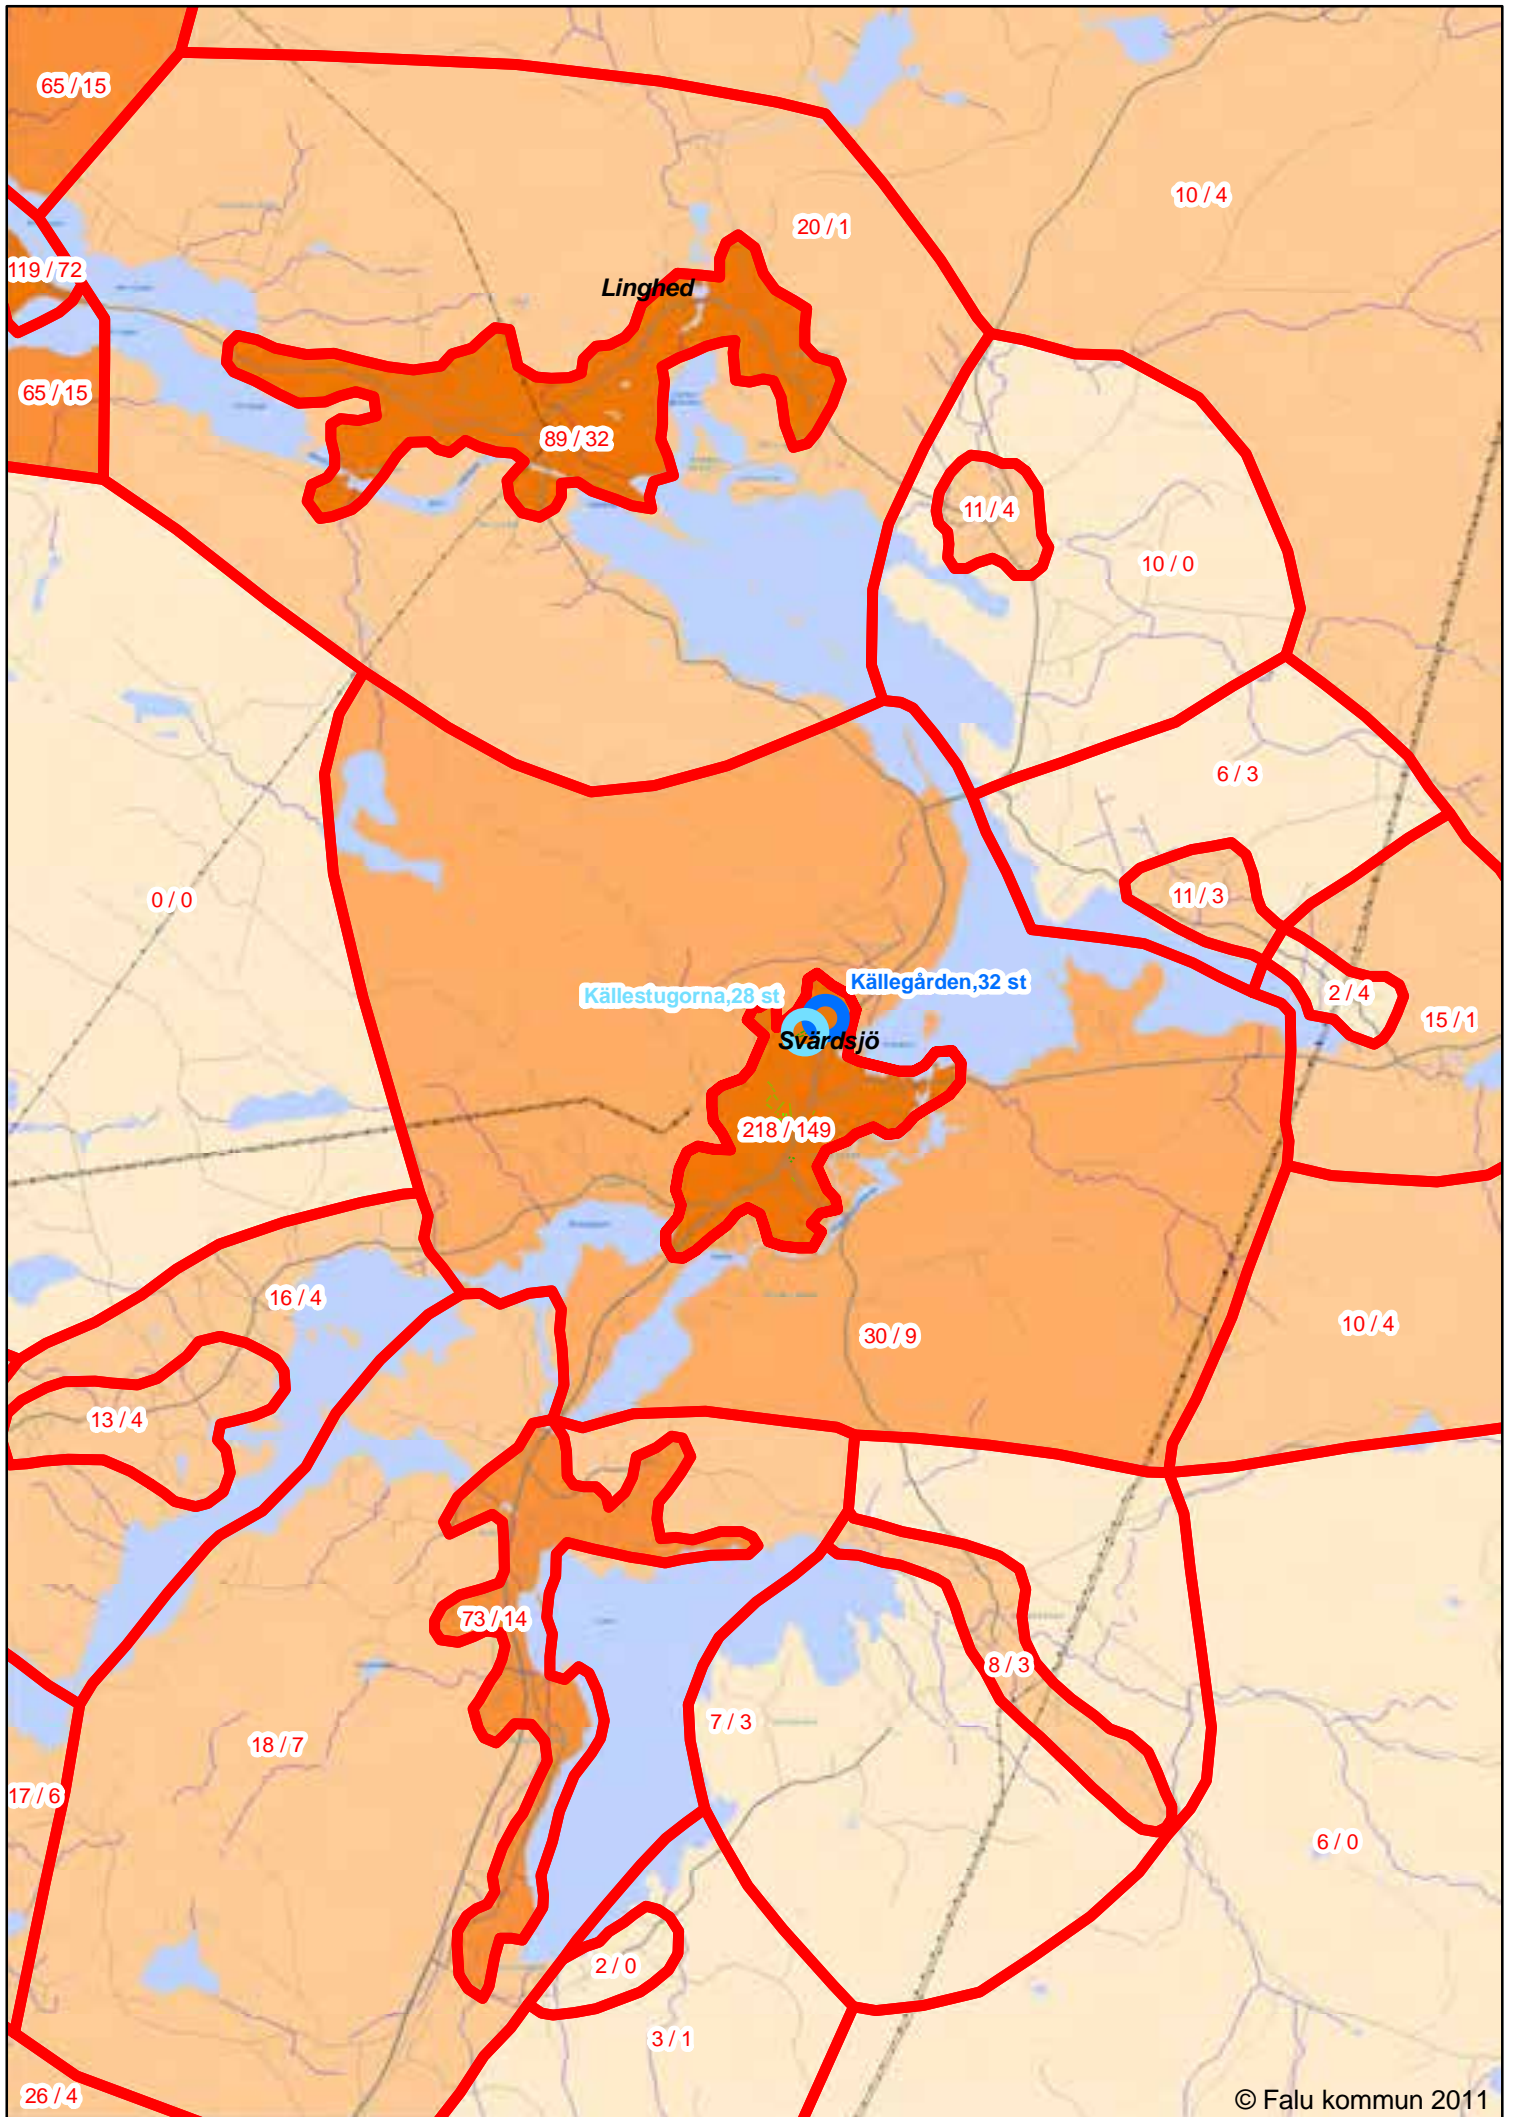 65 / 15
10 / 4
20 / 1
119 / 72
Linghed
65 / 15
89 / 32
11 / 4
10 / 0
6 / 3
0 / 0
11 / 3
Källegården,32 st
Källestugorna,28 st
2 / 4
15 / 1
Svärdsjö
218 / 149
16 / 4
10 / 4
30 / 9
13 / 4
73 / 14
8 / 3
7 / 3
18 / 7
17 / 6
6 / 0
2 / 0
3 / 1
26 / 4
© Falu kommun 2011